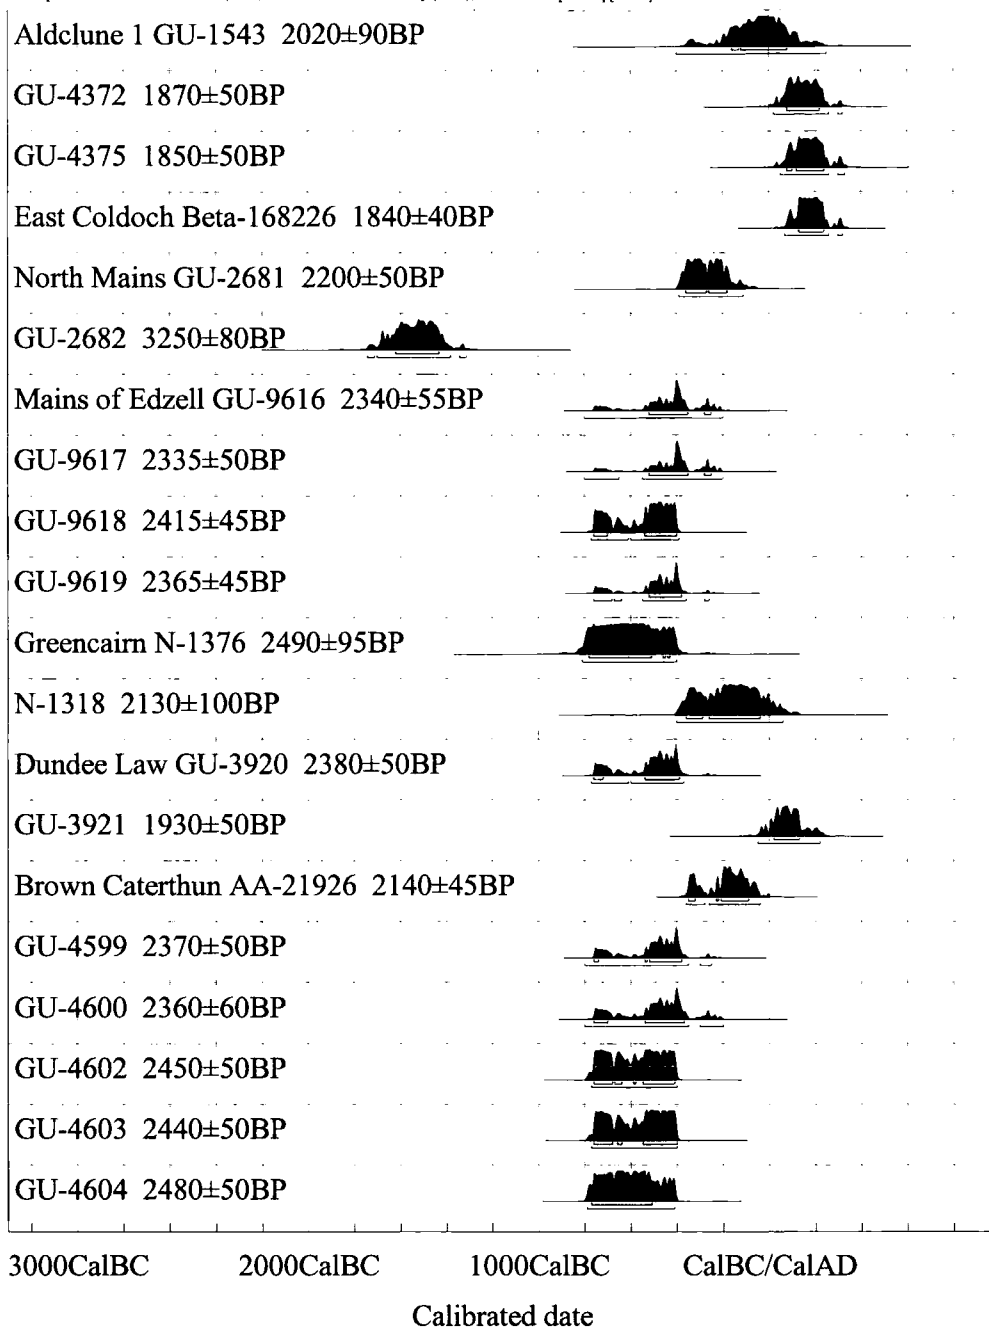 Aldclune 1 GU-1543 2020±90BP
GU-4372 1870±50BP
GU-4375 1850±50BP
East Coldoch Beta-168226 1840±40BP
North Mains GU-2681 2200±50BP
GU-2682 3250±80BP
Mains of Edzell GU-9616 2340±55BP
GU-9617 2335±50BP
GU-9618 2415±45BP
GU-9619 2365±45BP
Greencairn N-1376 2490±95BP
N-1318 2130±100BP
Dundee Law GU-3920 2380±50BP
GU-3921 1930±50BP
Brown Caterthun AA-21926 2140±45BP
GU-4599 2370±50BP
GU-4600 2360±60BP
GU-4602 2450±50BP
GU-4603 2440±50BP
GU-4604 2480±50BP
3000CalBC 2000CalBC 1000CalBC CalBC/CalAD
Calibrated date